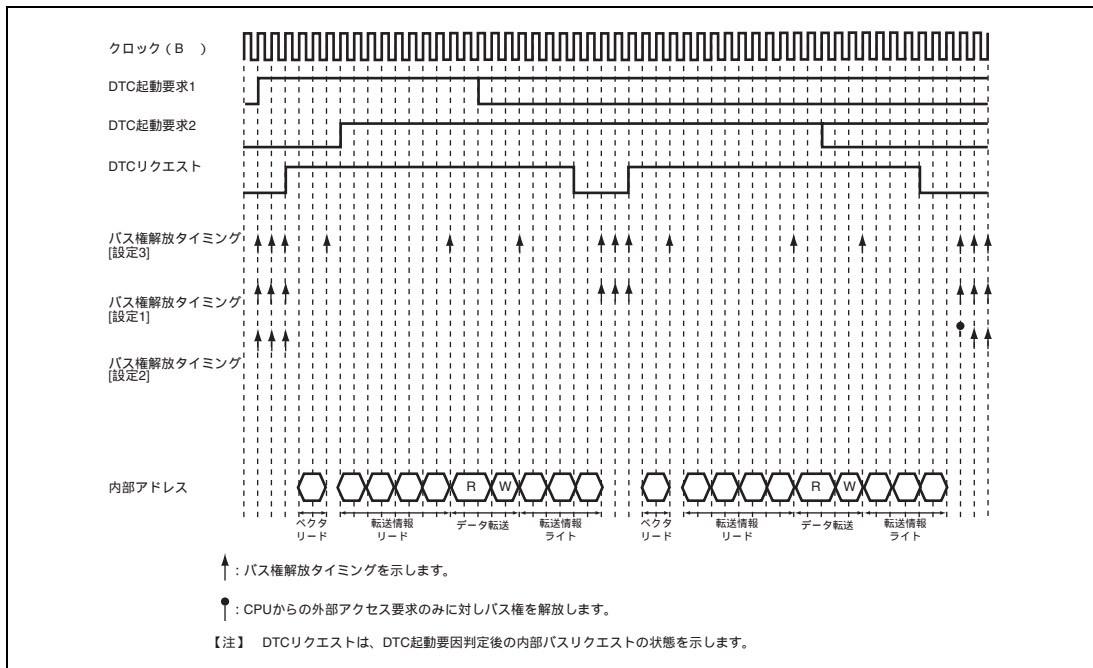 クロック ( B   )
DTC起動要求1
DTC起動要求2
DTCリクエスト
バス権解放タイミング
[設定3]
バス権解放タイミング
[設定1]
バス権解放タイミング
[設定2]
内部アドレス
R W R W
ベクタ
リード
転送情報
リード
データ転送
転送情報
ライト
ベクタ
リード
転送情報
リード
データ転送
転送情報
ライト
: バス権解放タイミングを示します。
: CPUからの外部アクセス要求のみに対しバス権を解放します。
【注】 DTCリクエストは、DTC起動要因判定後の内部バスリクエストの状態を示します。